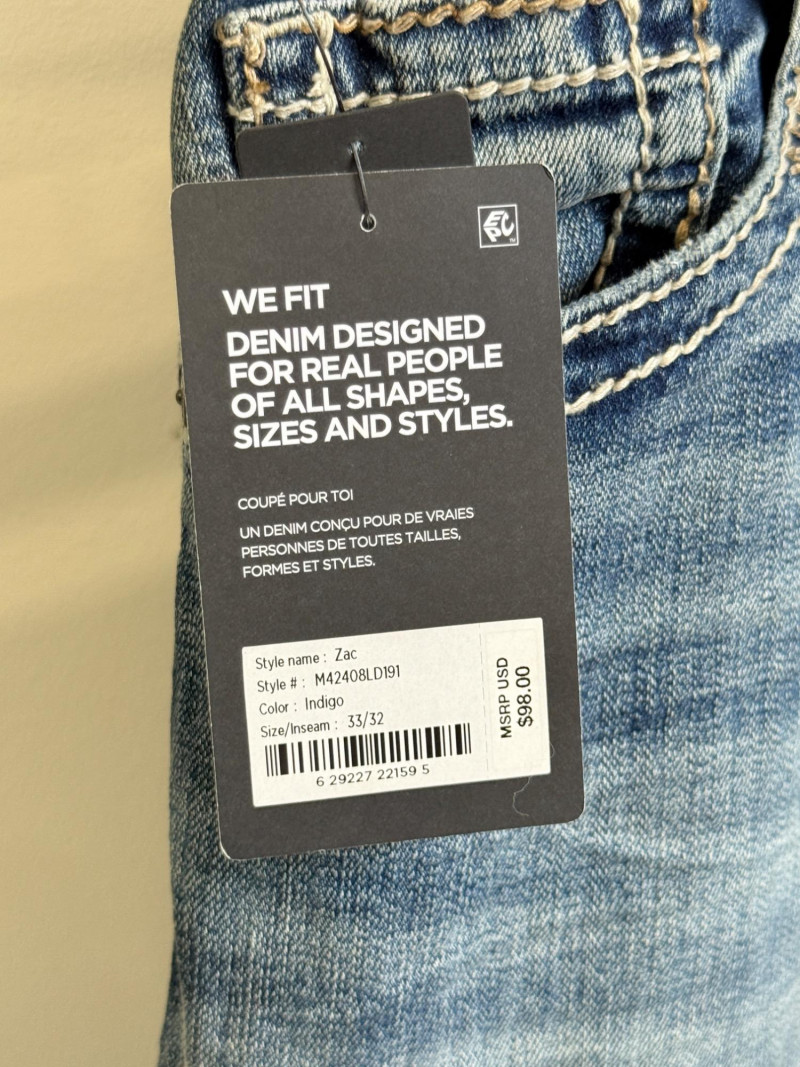 EPC
TM
WE FIT
DENIM DESIGNED
FOR REAL PEOPLE
OF ALL SHAPES,
SIZES AND STYLES.
COUPÉ POUR TOI
UN DENIM CONÇU POUR DE VRAIES
PERSONNES DE TOUTES TAILLES,
FORMES ET STYLES.
Style name : Zac
Style # : M42408LD191
Color : Indigo
Size/Inseam : 33/32
6 29227 22159 5
MSRP USD
$98.00